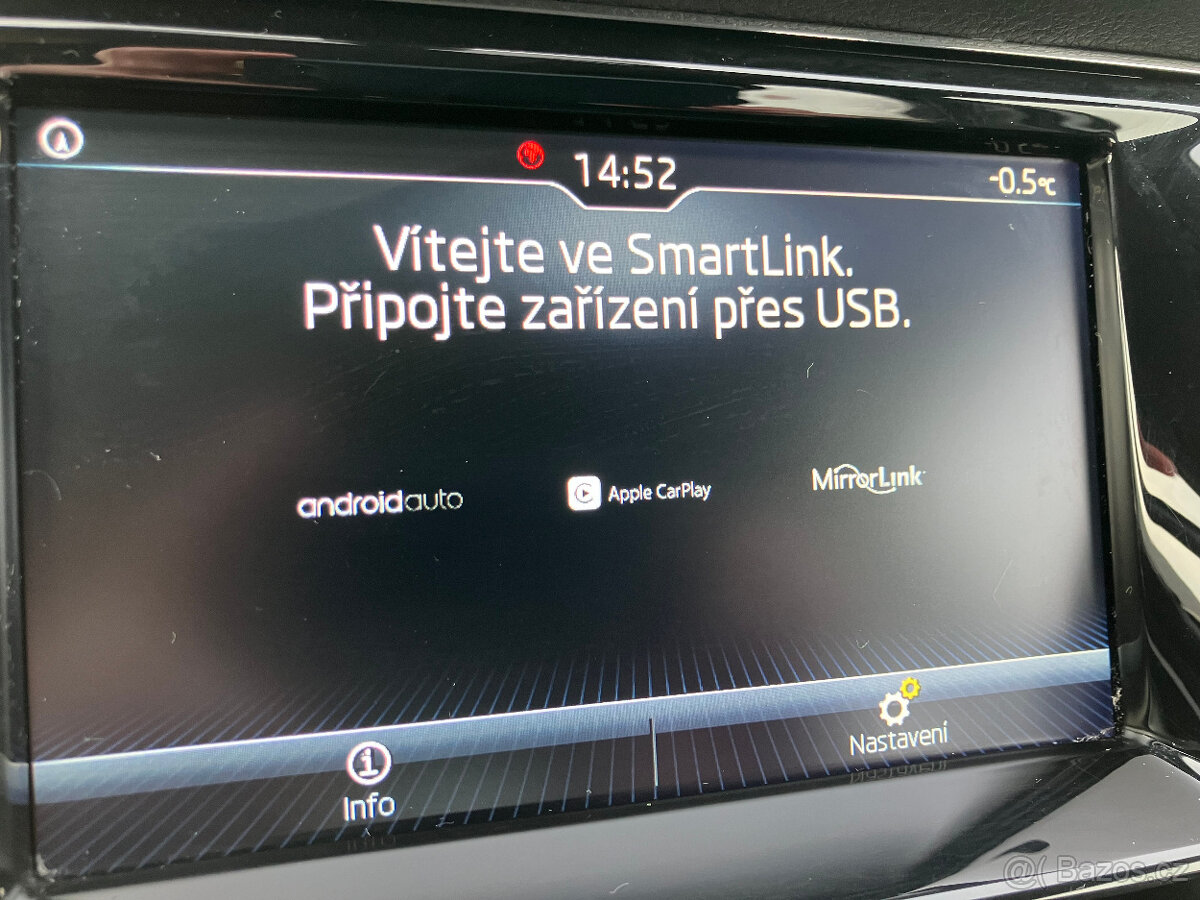 14:52
-0.5°C
Vítejte ve SmartLink.
Připojte zařízení přes USB.
androidauto
Apple CarPlay
MirrorLink
Info
Nastavení
@( Bazos.cz